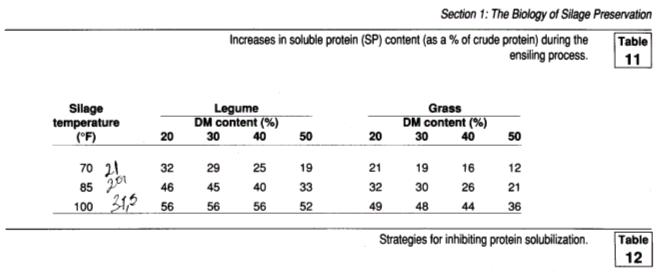 Section 1: The Biology of Silage Preservation
Increases in soluble protein (SP) content (as a % of crude protein) during the Table
ensiling process. 11
Silage Legume Grass
temperature DM content (%) DM content (%)
(°F) 20 30 40 50 20 30 40 50
70 21 32 29 25 19 21 19 16 12
85 46 45 40 33 32 30 26 21
100 37,5 56 56 56 52 49 48 44 36
Strategies for inhibiting protein solubilization. Table
12